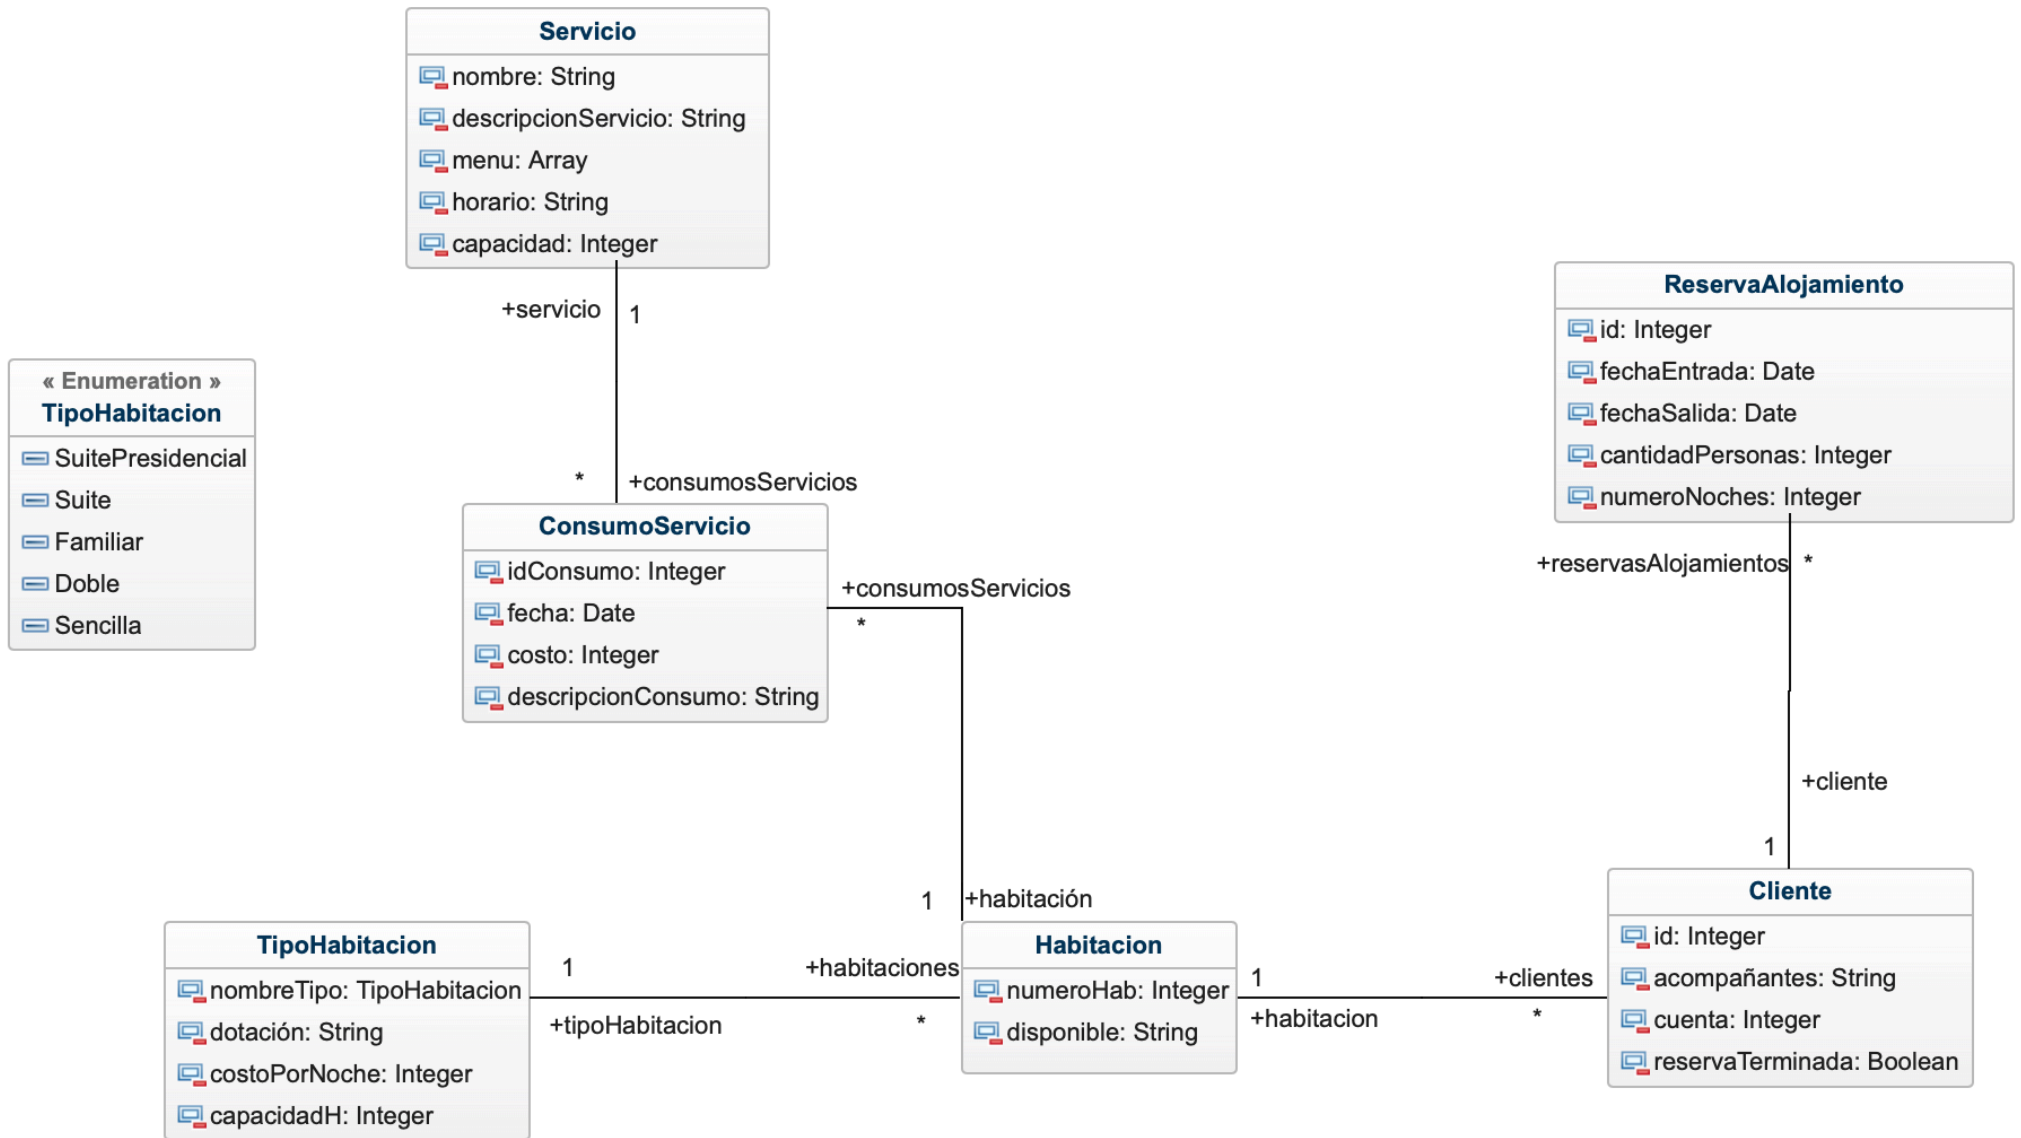 Servicio
nombre: String
descripcionServicio: String
menu: Array
horario: String
capacidad: Integer
+servicio
1
*
+consumosServicios
« Enumeration »
TipoHabitacion
SuitePresidencial
Suite
Familiar
Doble
Sencilla
ConsumoServicio
idConsumo: Integer
fecha: Date
costo: Integer
descripcionConsumo: String
+consumosServicios
*
1
+habitación
ReservaAlojamiento
id: Integer
fechaEntrada: Date
fechaSalida: Date
cantidadPersonas: Integer
numeroNoches: Integer
+reservasAlojamientos
*
+cliente
1
TipoHabitacion
nombreTipo: TipoHabitacion
dotación: String
costoPorNoche: Integer
capacidadH: Integer
1
+tipoHabitacion
+habitaciones
*
Habitacion
numeroHab: Integer
disponible: String
1
+habitacion
+clientes
*
Cliente
id: Integer
acompañantes: String
cuenta: Integer
reservaTerminada: Boolean